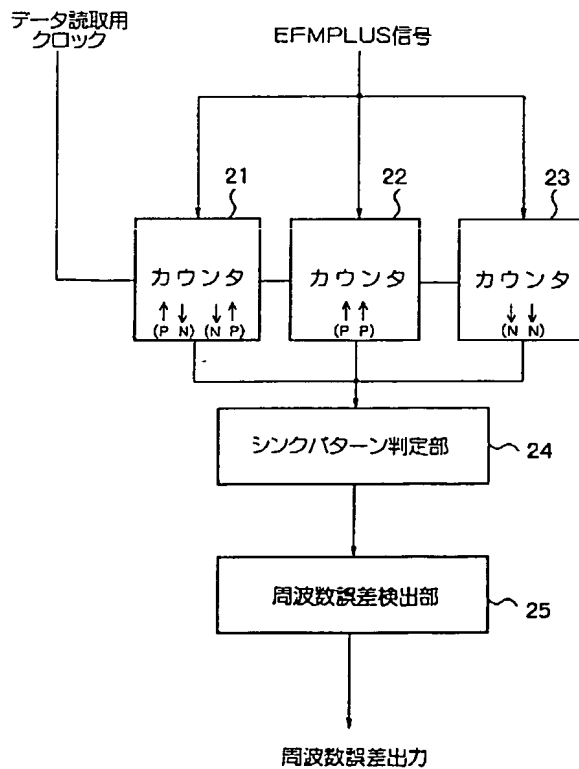 データ読取用
クロック
EFMPLUS信号
21
22
23
カウンタ
カウンタ
カウンタ
↑ ↓ ↓ ↑
(P N) (N P)
↑ ↑
(P P)
↓ ↓
(N N)
シンクパターン判定部
24
周波数誤差検出部
25
周波数誤差出力